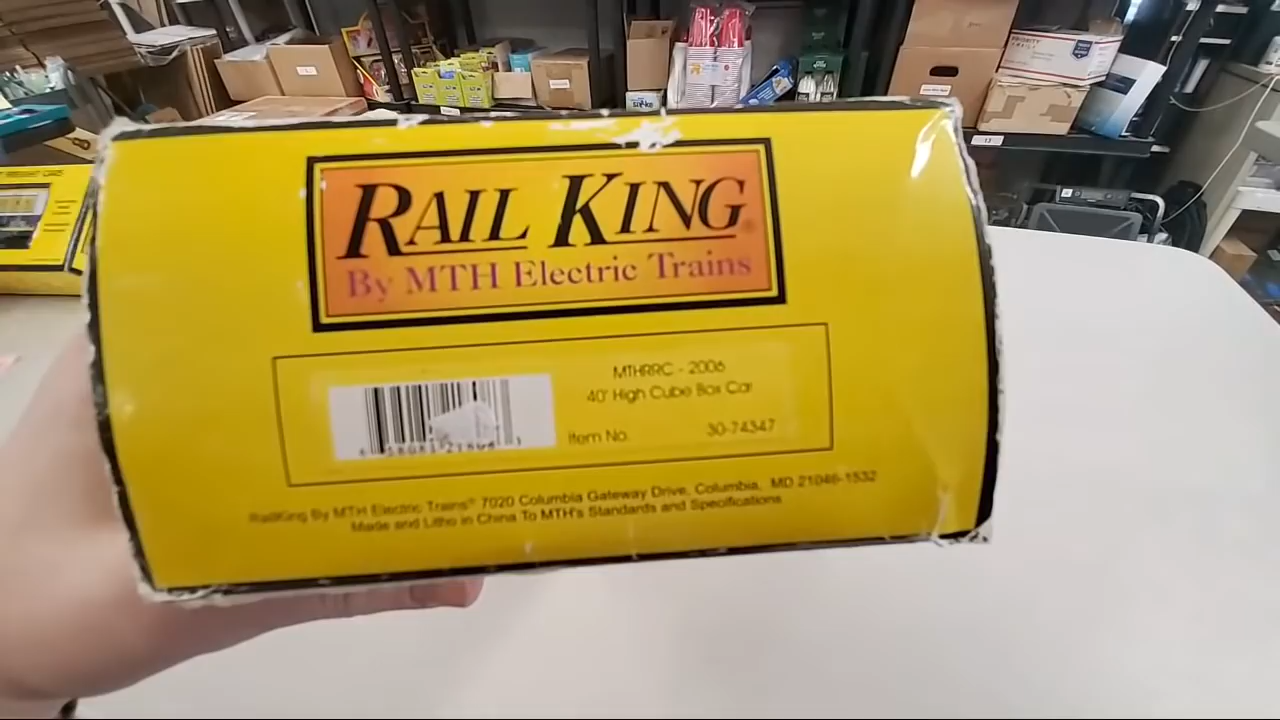 RAIL KING
By MTH Electric Trains
MTHRRC - 2006
40' High Cube Box Car
Item No. 30-74347
RailKing By MTH Electric Trains® 7020 Columbia Gateway Drive, Columbia, MD 21046-1532
Made and Litho in China To MTH's Standards and Specifications